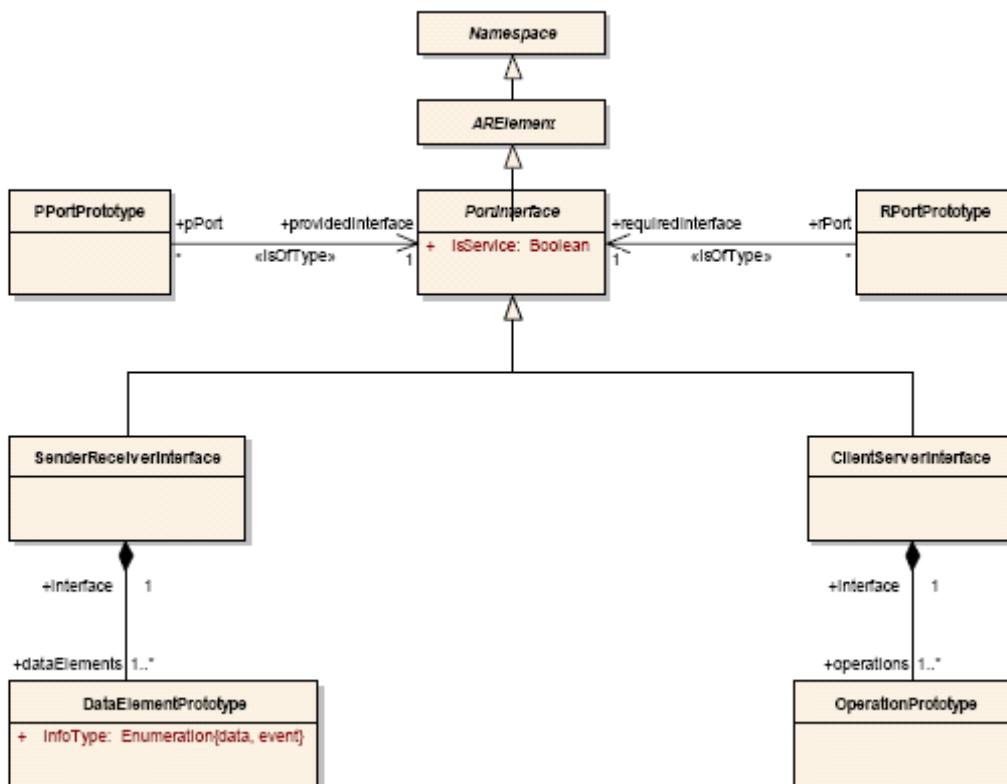 Namespace
ARElement
PPortPrototype
+pPort
+providedInterface
PortInterface
+requiredInterface
+rPort
RPortPrototype
+ IsService: Boolean
*
«IsOfType»
1
1
«IsOfType»
*
SenderReceiverInterface
ClientServerInterface
+Interface 1
+Interface 1
+dataElements 1..*
+operations 1..*
DataElementPrototype
OperationPrototype
+ InfoType: Enumeration{data, event}